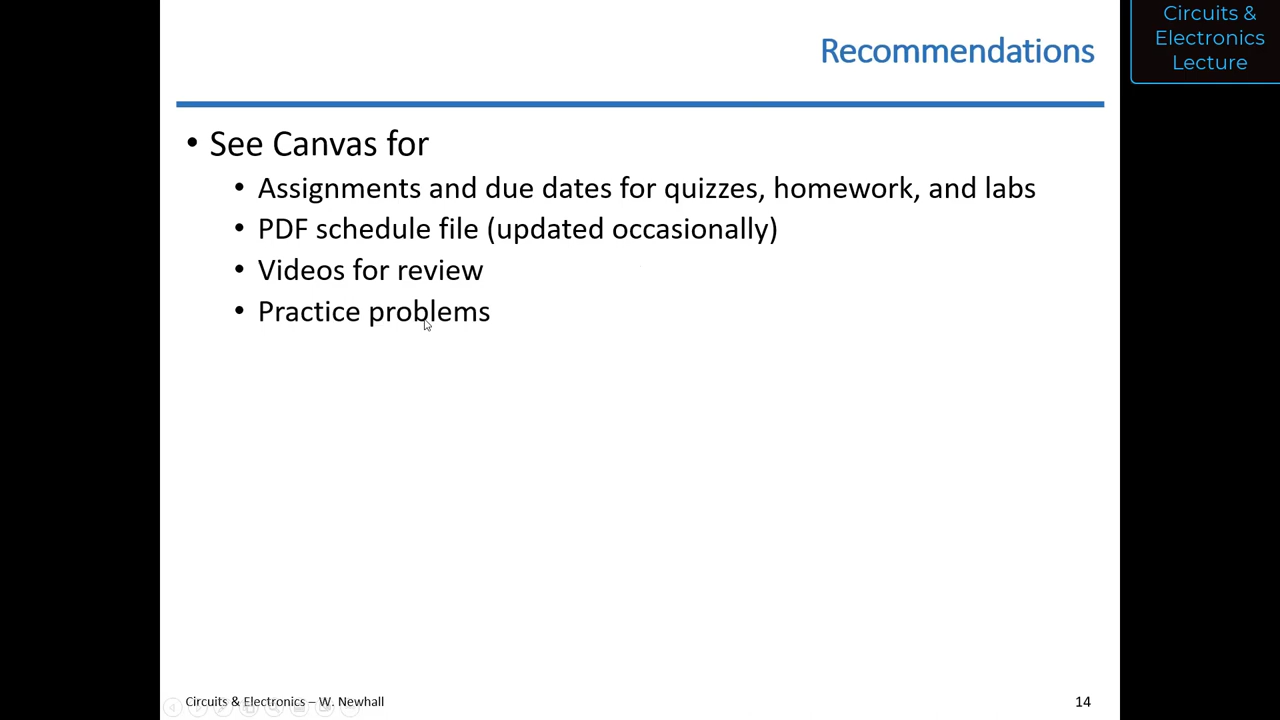 Circuits &
Electronics
Lecture
Recommendations
• See Canvas for
• Assignments and due dates for quizzes, homework, and labs
• PDF schedule file (updated occasionally)
• Videos for review
• Practice problems
Circuits & Electronics – W. Newhall
14